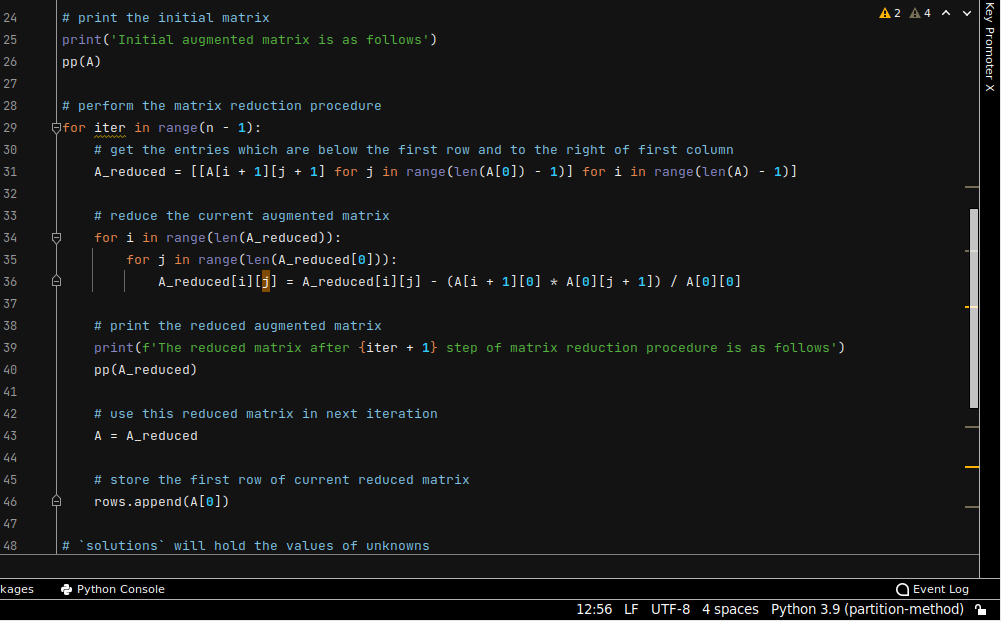 24 # print the initial matrix
25 print('Initial augmented matrix is as follows')
26 pp(A)
27
28 # perform the matrix reduction procedure
29 for iter in range(n - 1):
30 # get the entries which are below the first row and to the right of first column
31 A_reduced = [[A[i + 1][j + 1] for j in range(len(A[0]) - 1)] for i in range(len(A) - 1)]
32
33 # reduce the current augmented matrix
34 for i in range(len(A_reduced)):
35 for j in range(len(A_reduced[0])):
36 A_reduced[i][j] = A_reduced[i][j] - (A[i + 1][0] * A[0][j + 1]) / A[0][0]
37
38 # print the reduced augmented matrix
39 print(f'The reduced matrix after {iter + 1} step of matrix reduction procedure is as follows')
40 pp(A_reduced)
41
42 # use this reduced matrix in next iteration
43 A = A_reduced
44
45 # store the first row of current reduced matrix
46 rows.append(A[0])
47
48 # `solutions` will hold the values of unknowns
2 4
Key Promoter X
kages Python Console Event Log
12:56 LF UTF-8 4 spaces Python 3.9 (partition-method)